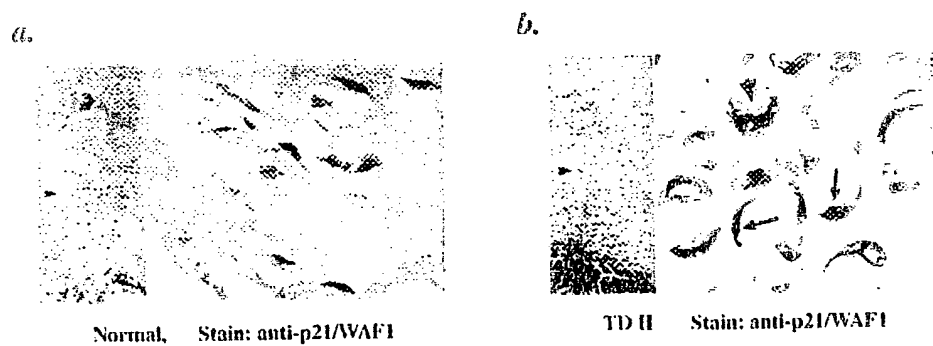 a.
b.
Normal, Stain: anti-p21/WAF1
TD II Stain: anti-p21/WAF1